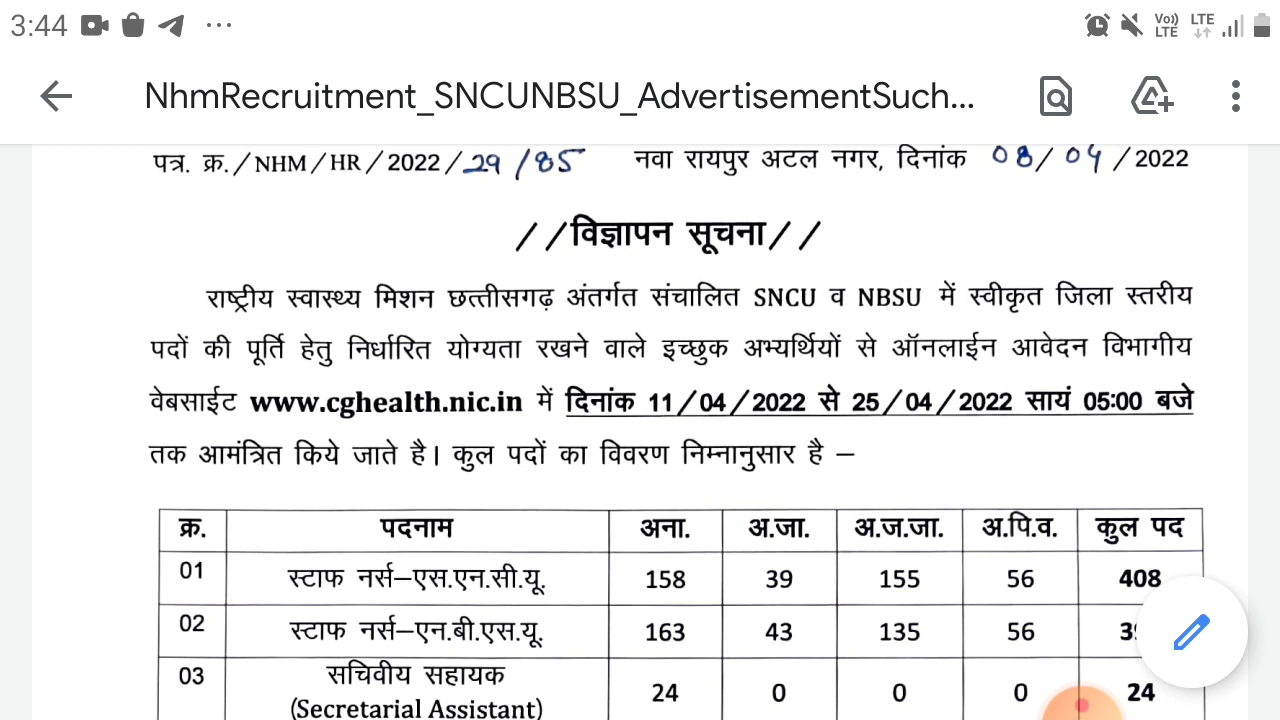 3:44
Vo)) LTE LTE
NhmRecruitment_SNCUNBSU_AdvertisementSuch...
पत्र. क्र./NHM/HR/2022/29/85 नवा रायपुर अटल नगर, दिनांक 08/04/2022
//विज्ञापन सूचना//
राष्ट्रीय स्वास्थ्य मिशन छत्तीसगढ़ अंतर्गत संचालित SNCU व NBSU में स्वीकृत जिला स्तरीय
पदों की पूर्ति हेतु निर्धारित योग्यता रखने वाले इच्छुक अभ्यर्थियों से ऑनलाईन आवेदन विभागीय
वेबसाईट www.cghealth.nic.in में दिनांक 11/04/2022 से 25/04/2022 सायं 05:00 बजे
तक आमंत्रित किये जाते है। कुल पदों का विवरण निम्नानुसार है –
क्र. पदनाम अना. अ.जा. अ.ज.जा. अ.पि.व. कुल पद
01 स्टाफ नर्स–एस.एन.सी.यू. 158 39 155 56 408
02 स्टाफ नर्स–एन.बी.एस.यू. 163 43 135 56
03 सचिवीय सहायक 24 0 0 0 24
(Secretarial Assistant)